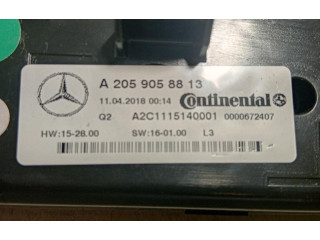 A 205 905 88 13
11.04.2016 00:14 Continental
Q2 A2C1115140001 0000672407
HW:15-28.00 SW:16-01.00 L3